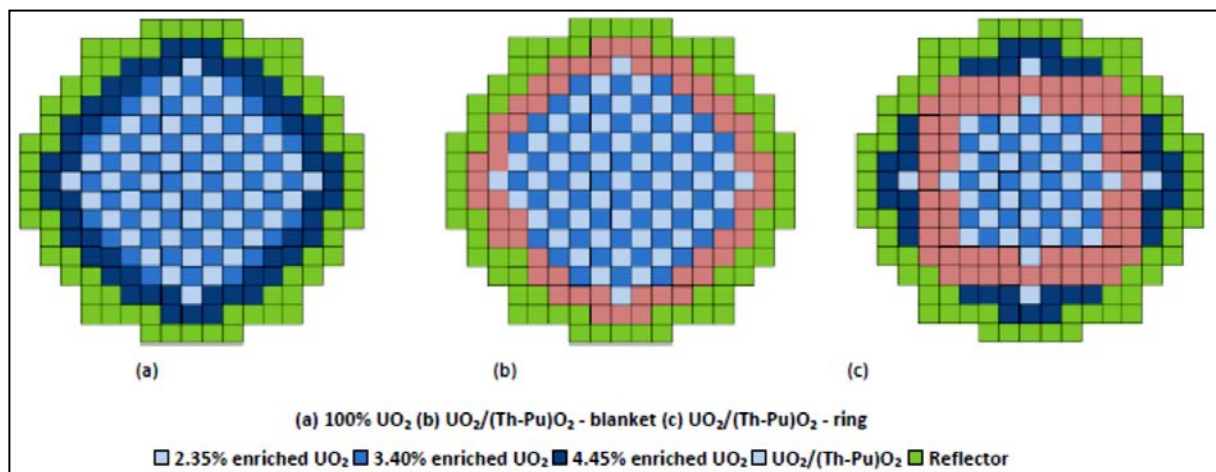 (a) (b) (c)
(a) 100% UO₂ (b) UO₂/(Th-Pu)O₂ - blanket (c) UO₂/(Th-Pu)O₂ - ring
2.35% enriched UO₂ 3.40% enriched UO₂ 4.45% enriched UO₂ UO₂/(Th-Pu)O₂ Reflector